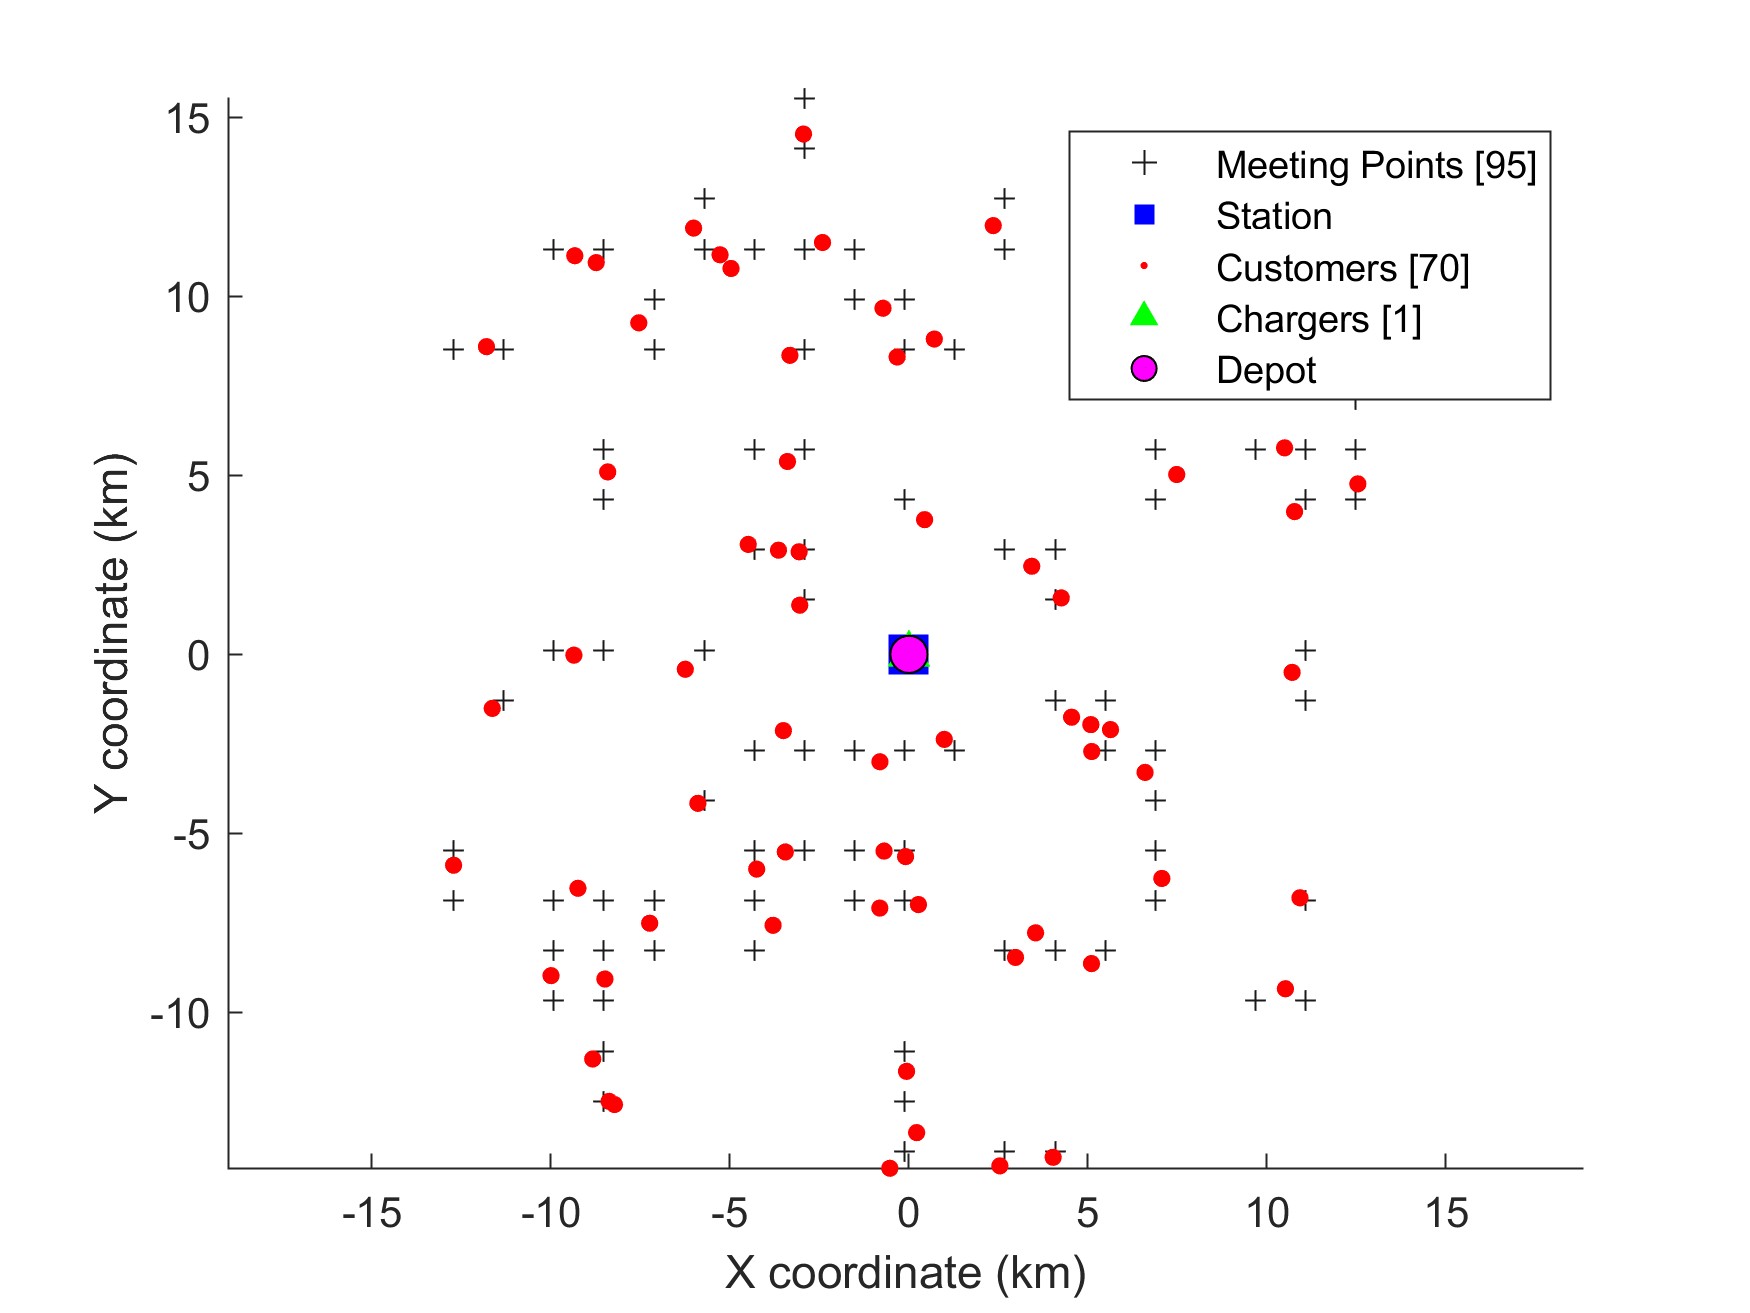 15
10
5
0
-5
-10
Y coordinate (km)
Meeting Points [95]
Station
Customers [70]
Chargers [1]
Depot
-15 -10 -5 0 5 10 15
X coordinate (km)